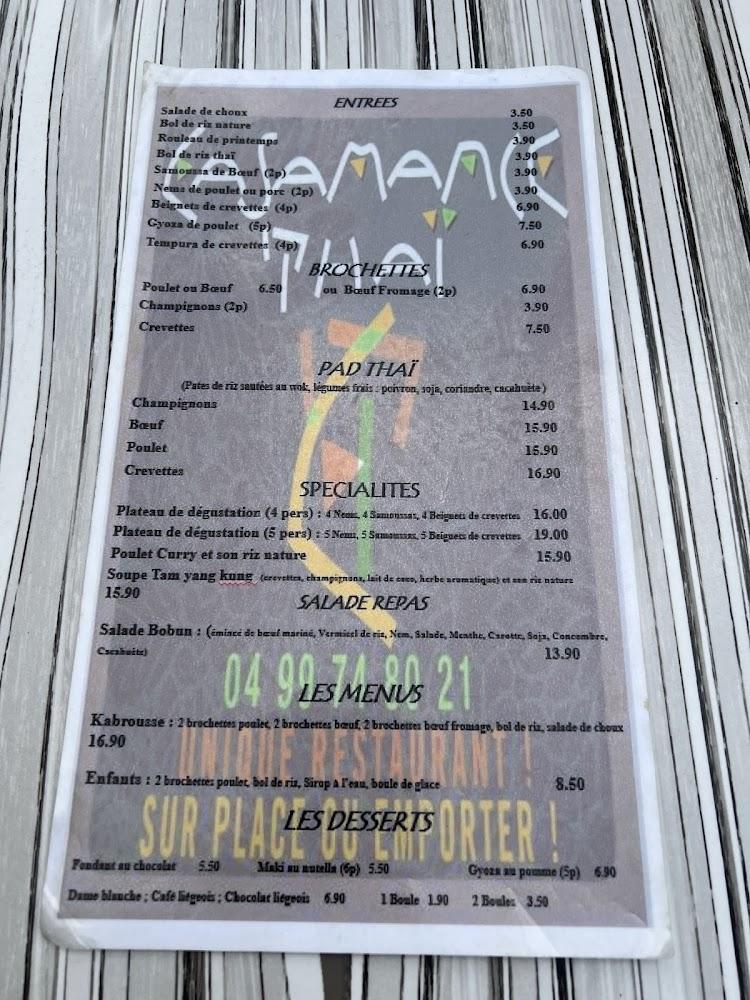 ENTREES
Salade de choux 3.50
Bol de riz nature 3.50
Rouleau de printemps 3.90
Bol de riz thaï 3.90
Samoussa de Bœuf (2p) 3.90
Nems de poulet ou porc (2p) 3.90
Beignets de crevettes (4p) 6.90
Gyoza de poulet (5p) 7.50
Tempura de crevettes (4p) 6.90
CASAMANCE
THAÏ
BROCHETTES
Poulet ou Bœuf 6.50 ou Bœuf Fromage (2p) 6.90
Champignons (2p) 3.90
Crevettes 7.50
PAD THAÏ
(Pates de riz sautées au wok, légumes frais : poivron, soja, coriandre, cacahuète)
Champignons 14.90
Bœuf 15.90
Poulet 15.90
Crevettes 16.90
SPECIALITES
Plateau de dégustation (4 pers) : 4 Nems, 4 Samoussas, 4 Beignets de crevettes 16.00
Plateau de dégustation (5 pers) : 5 Nems, 5 Samoussas, 5 Beignets de crevettes 19.00
Poulet Curry et son riz nature 15.90
Soupe Tam yang kung (crevettes, champignons, lait de coco, herbe aromatique) et son riz nature
15.90
SALADE REPAS
Salade Bobun : (émincé de bœuf mariné, Vermicel de riz, Nem, Salade, Menthe, Carotte, Soja, Concombre,
Cacahuète) 13.90
04 99 74 80 21
LES MENUS
Kabrousse : 2 brochettes poulet, 2 brochettes bœuf, 2 brochettes bœuf fromage, bol de riz, salade de choux
16.90
UNIQUE RESTAURANT !
Enfants : 2 brochettes poulet, bol de riz, Sirop à l'eau, boule de glace 8.50
SUR PLACE OU EMPORTER !
LES DESSERTS
Fondant au chocolat 5.50 Maki au nutella (6p) 5.50 Gyoza au pomme (5p) 6.90
Dame blanche ; Café liégeois ; Chocolat liégeois 6.90 1 Boule 1.90 2 Boules 3.50